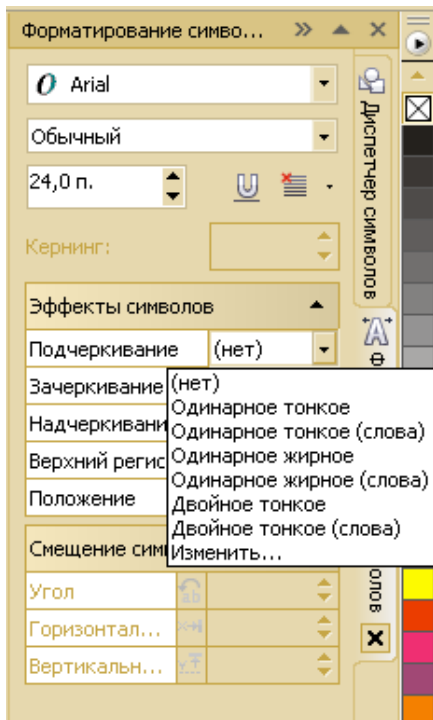 Форматирование симво...
Arial
Обычный
24,0 п.
Кернинг:
Эффекты символов
Подчеркивание (нет)
Зачеркивание
Надчеркивани
Верхний регис
Положение
(нет)
Одинарное тонкое
Одинарное тонкое (слова)
Одинарное жирное
Одинарное жирное (слова)
Двойное тонкое
Двойное тонкое (слова)
Изменить...
Смещение сим
Угол
Горизонтал...
Вертикальн...
Диспетчер символов